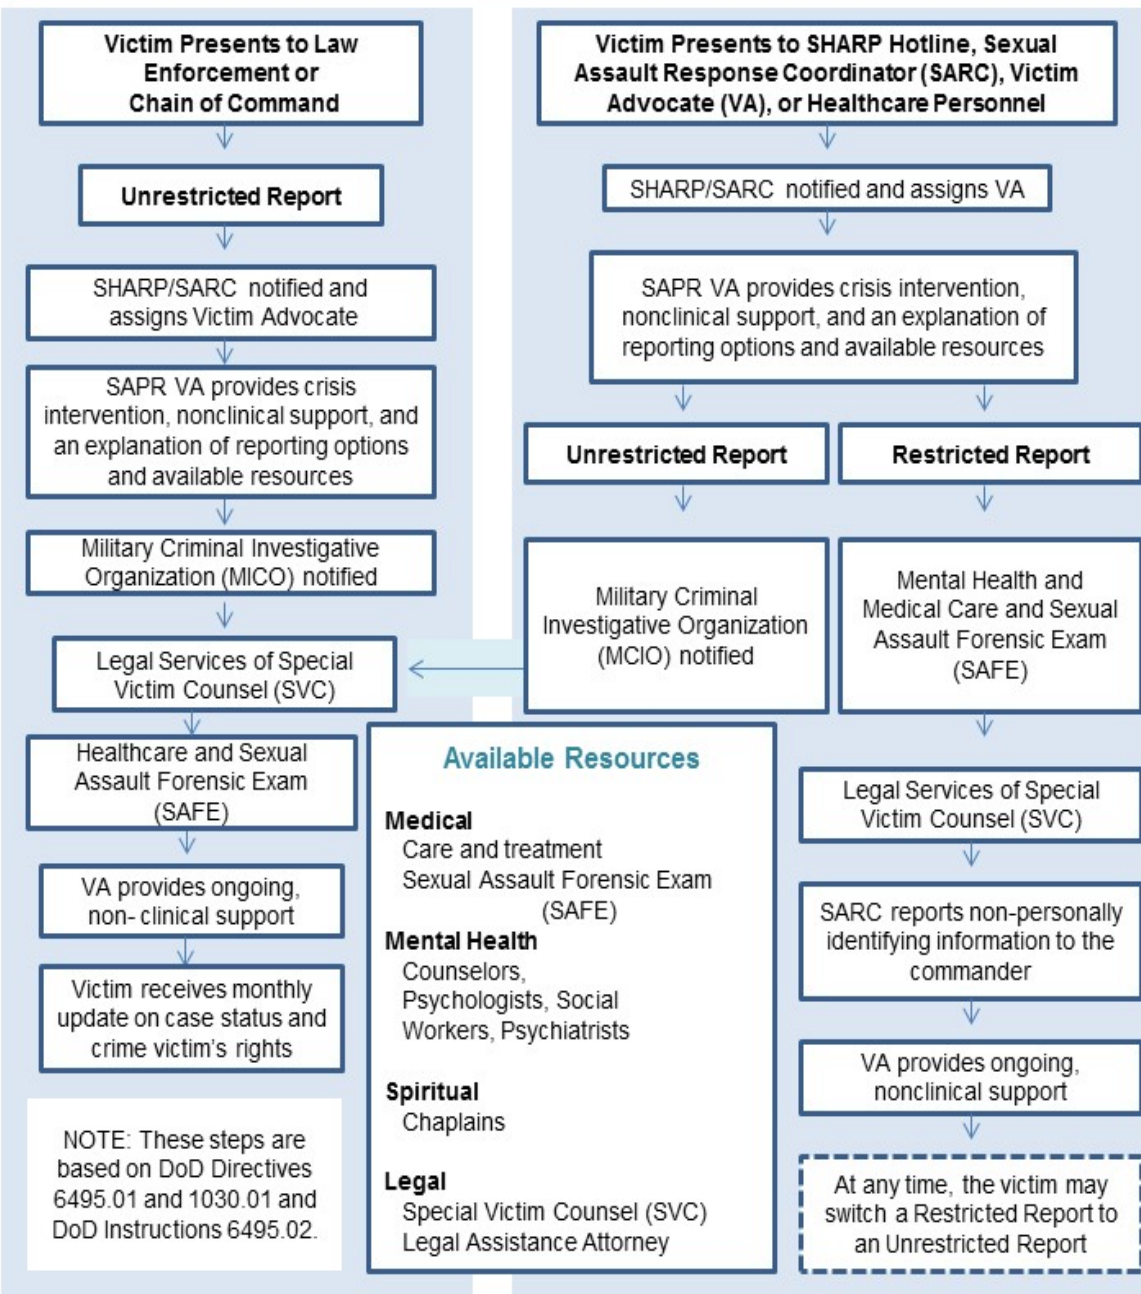 Victim Presents to Law
Enforcement or
Chain of Command
Unrestricted Report
SHARP/SARC notified and
assigns Victim Advocate
SAPR VA provides crisis
intervention, nonclinical support, and
an explanation of reporting options
and available resources
Military Criminal Investigative
Organization (MICO) notified
Legal Services of Special
Victim Counsel (SVC)
Healthcare and Sexual
Assault Forensic Exam
(SAFE)
VA provides ongoing,
non- clinical support
Victim receives monthly
update on case status and
crime victim's rights
NOTE: These steps are
based on DoD Directives
6495.01 and 1030.01 and
DoD Instructions 6495.02.
Victim Presents to SHARP Hotline, Sexual
Assault Response Coordinator (SARC), Victim
Advocate (VA), or Healthcare Personnel
SHARP/SARC notified and assigns VA
SAPR VA provides crisis intervention,
nonclinical support, and an explanation of
reporting options and available resources
Unrestricted Report
Military Criminal
Investigative Organization
(MCIO) notified
Restricted Report
Mental Health and
Medical Care and Sexual
Assault Forensic Exam
(SAFE)
Legal Services of Special
Victim Counsel (SVC)
SARC reports non-personally
identifying information to the
commander
VA provides ongoing,
nonclinical support
At any time, the victim may
switch a Restricted Report to
an Unrestricted Report
Available Resources
Medical
Care and treatment
Sexual Assault Forensic Exam
(SAFE)
Mental Health
Counselors,
Psychologists, Social
Workers, Psychiatrists
Spiritual
Chaplains
Legal
Special Victim Counsel (SVC)
Legal Assistance Attorney